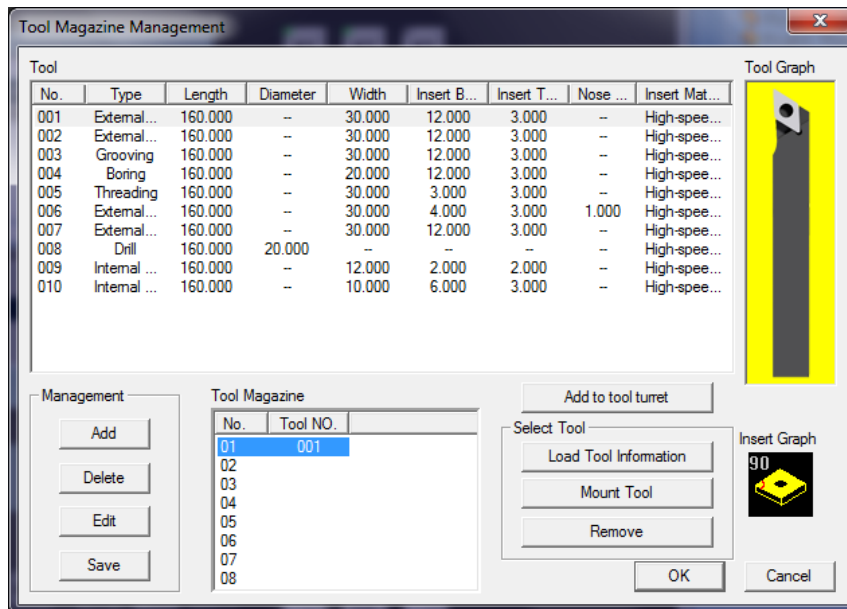 Tool Magazine Management
Tool
Tool Graph
No. Type Length Diameter Width Insert B... Insert T... Nose ... Insert Mat...
001 External... 160.000 -- 30.000 12.000 3.000 -- High-spee...
002 External... 160.000 -- 30.000 12.000 3.000 -- High-spee...
003 Grooving 160.000 -- 30.000 12.000 3.000 -- High-spee...
004 Boring 160.000 -- 20.000 12.000 3.000 -- High-spee...
005 Threading 160.000 -- 30.000 3.000 3.000 -- High-spee...
006 External... 160.000 -- 30.000 4.000 3.000 1.000 High-spee...
007 External... 160.000 -- 30.000 12.000 3.000 -- High-spee...
008 Drill 160.000 20.000 -- -- -- -- High-spee...
009 Internal ... 160.000 -- 12.000 2.000 2.000 -- High-spee...
010 Internal ... 160.000 -- 10.000 6.000 3.000 -- High-spee...
Management
Add
Delete
Edit
Save
Tool Magazine
No. Tool NO.
01 001
02
03
04
05
06
07
08
Add to tool turret
Select Tool
Load Tool Information
Mount Tool
Remove
Insert Graph
90
OK
Cancel